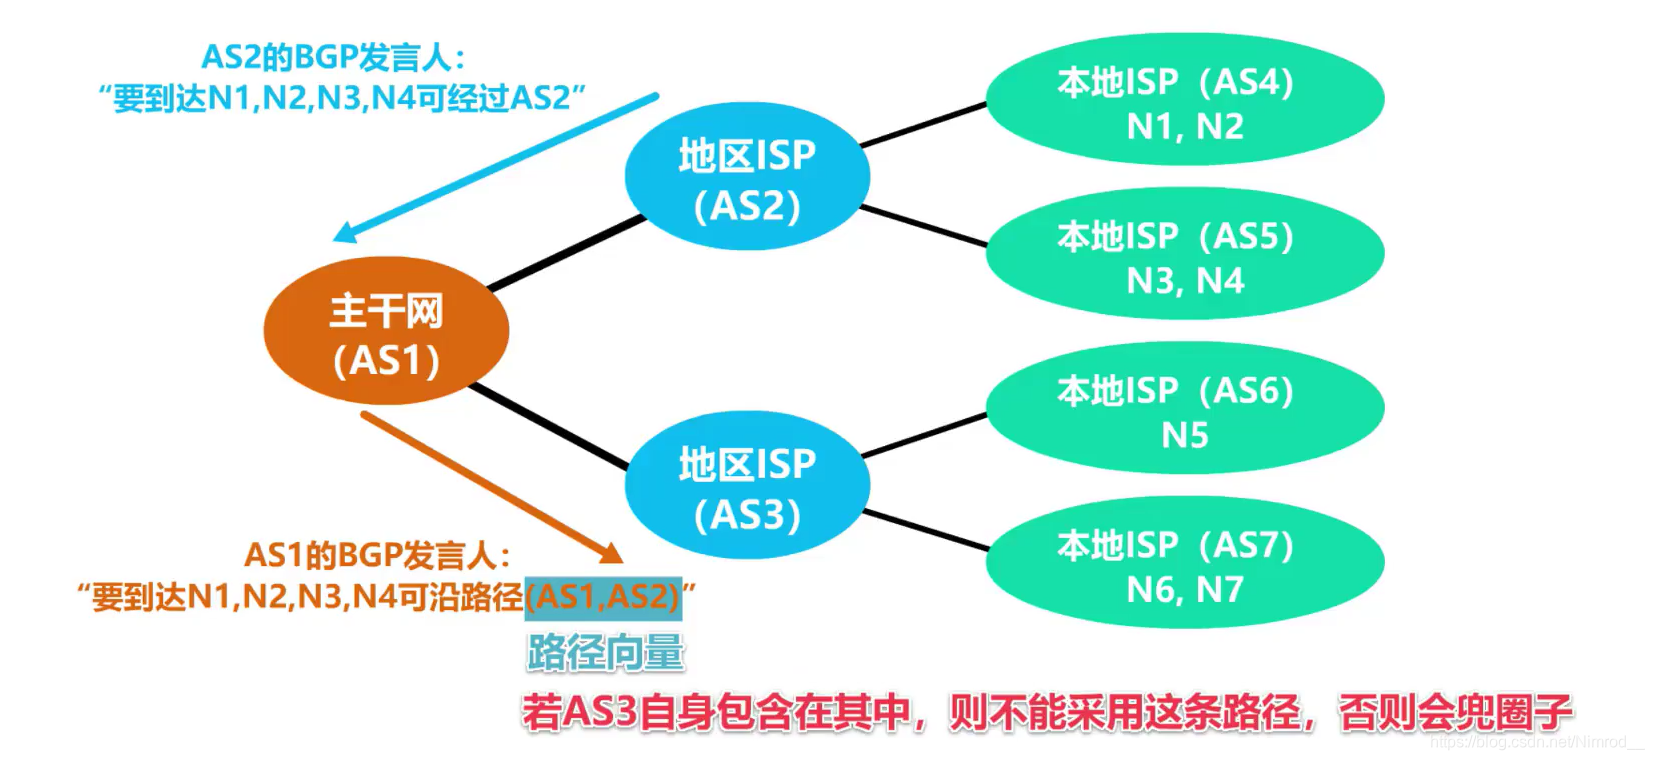 AS2的BGP发言人：
“要到达N1,N2,N3,N4可经过AS2”
地区ISP
（AS2）
本地ISP（AS4）
N1, N2
本地ISP（AS5）
N3, N4
主干网
（AS1）
地区ISP
（AS3）
本地ISP（AS6）
N5
本地ISP（AS7）
N6, N7
AS1的BGP发言人：
“要到达N1,N2,N3,N4可沿路径(AS1,AS2)”
路径向量
若AS3自身包含在其中，则不能采用这条路径，否则会兜圈子
https://blog.csdn.net/Nimrod__